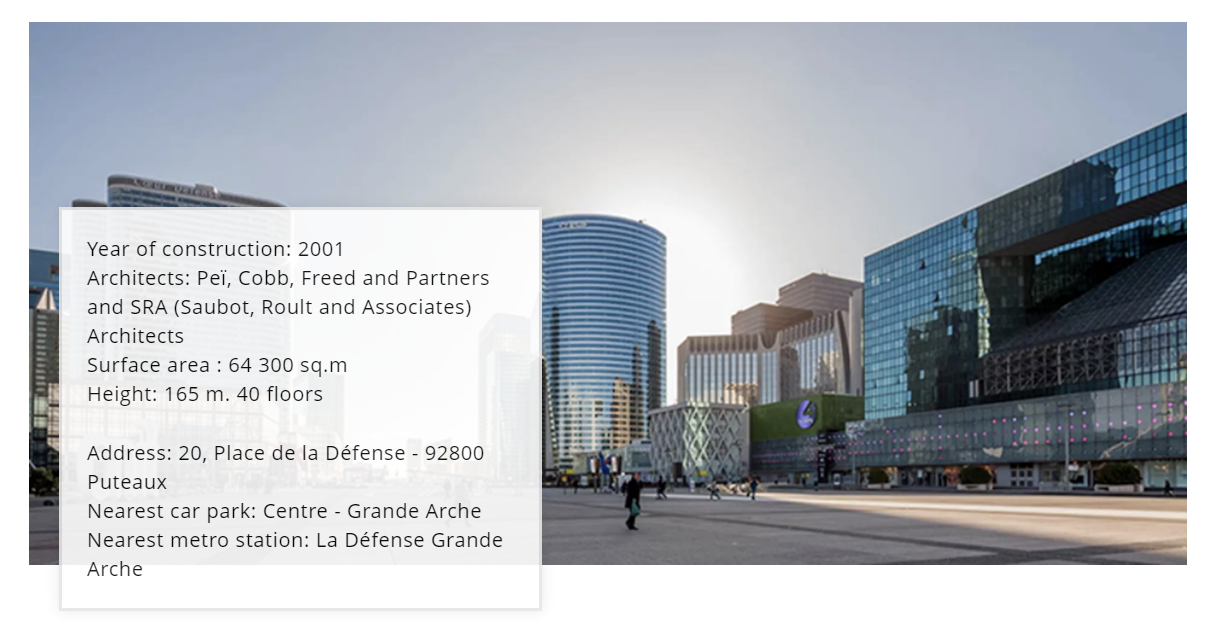 Cœur Défense
Year of construction: 2001
Architects: Peï, Cobb, Freed and Partners
and SRA (Saubot, Roult and Associates)
Architects
Surface area : 64 300 sq.m
Height: 165 m. 40 floors
Address: 20, Place de la Défense - 92800
Puteaux
Nearest car park: Centre - Grande Arche
Nearest metro station: La Défense Grande
Arche